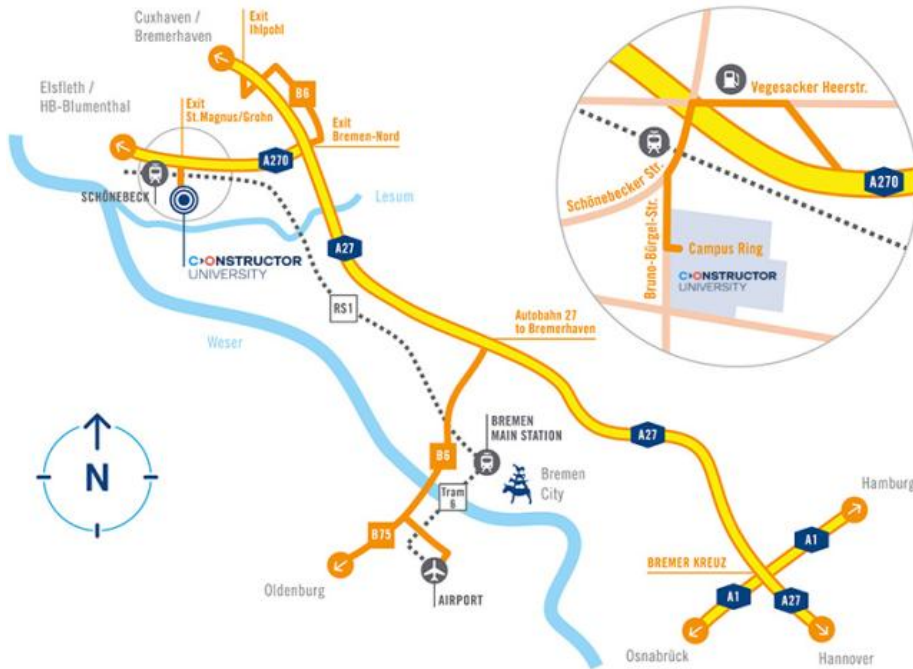 Cuxhaven /
Bremerhaven
Exit
Ihlpohl
B6
Elsfleth /
HB-Blumenthal
Exit
St.Magnus/Grohn
Exit
Bremen-Nord
A270
SCHÖNEBECK
Lesum
CONSTRUCTOR
UNIVERSITY
A27
RS1
Weser
Autobahn 27
to Bremerhaven
Vegesacker Heerstr.
Schönebecker Str.
A270
Bruno-Bürgel-Str.
Campus Ring
CONSTRUCTOR
UNIVERSITY
N
BREMEN
MAIN STATION
A27
B6
Bremen
City
Tram
6
B75
Oldenburg
AIRPORT
Hamburg
A1
BREMER KREUZ
A1
A27
Osnabrück
Hannover